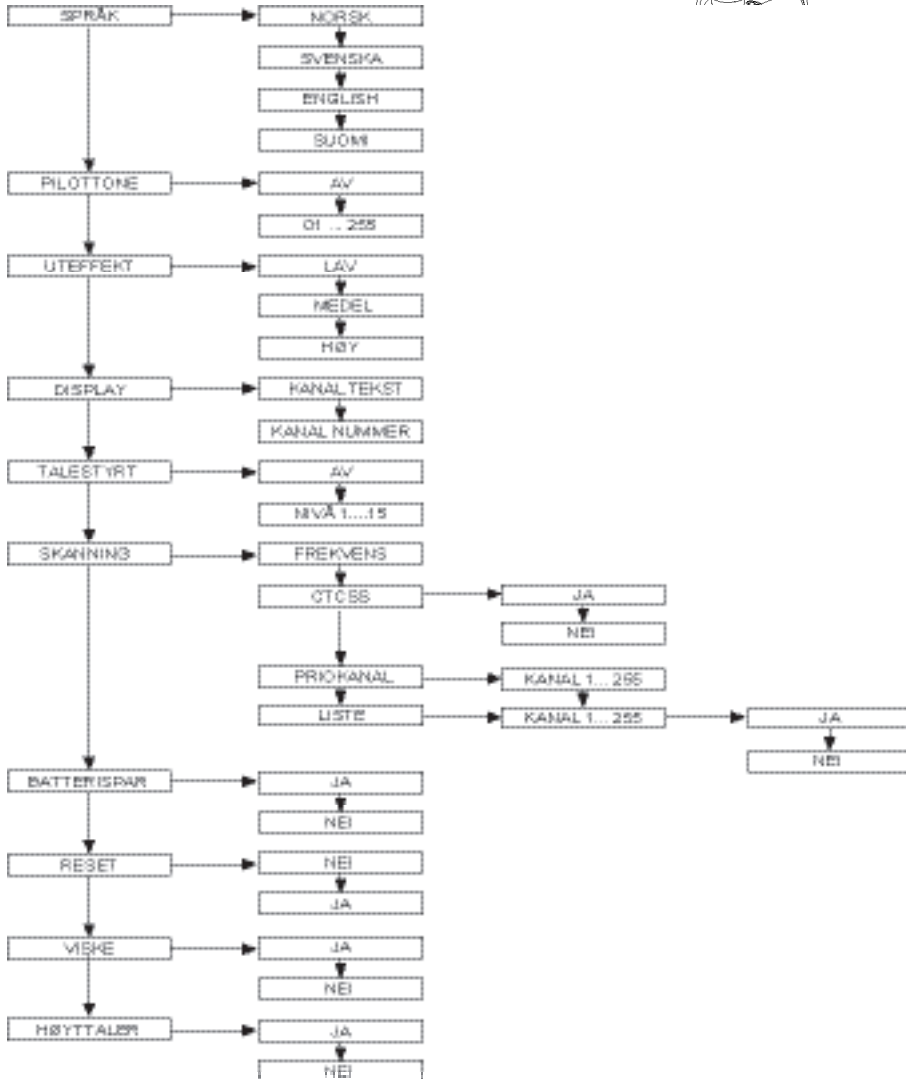 SPRÅK
NORSK
SVENSKA
ENGLISH
SUOMI
PILOTTONE
AV
01 ... 255
UTEFFEKT
LAV
MEDEL
HØY
DISPLAY
KANAL TEKST
KANAL NUMMER
TALESTYRT
AV
NIVÅ 1....15
SKANNING
FREKVENS
CTCSS
JA
NEI
PRIOKANAL
KANAL 1... 255
LISTE
KANAL 1... 255
JA
NEI
BATTERISPAR
JA
NEI
RESET
NEI
JA
VISKE
JA
NEI
HØYTTALER
JA
NEI